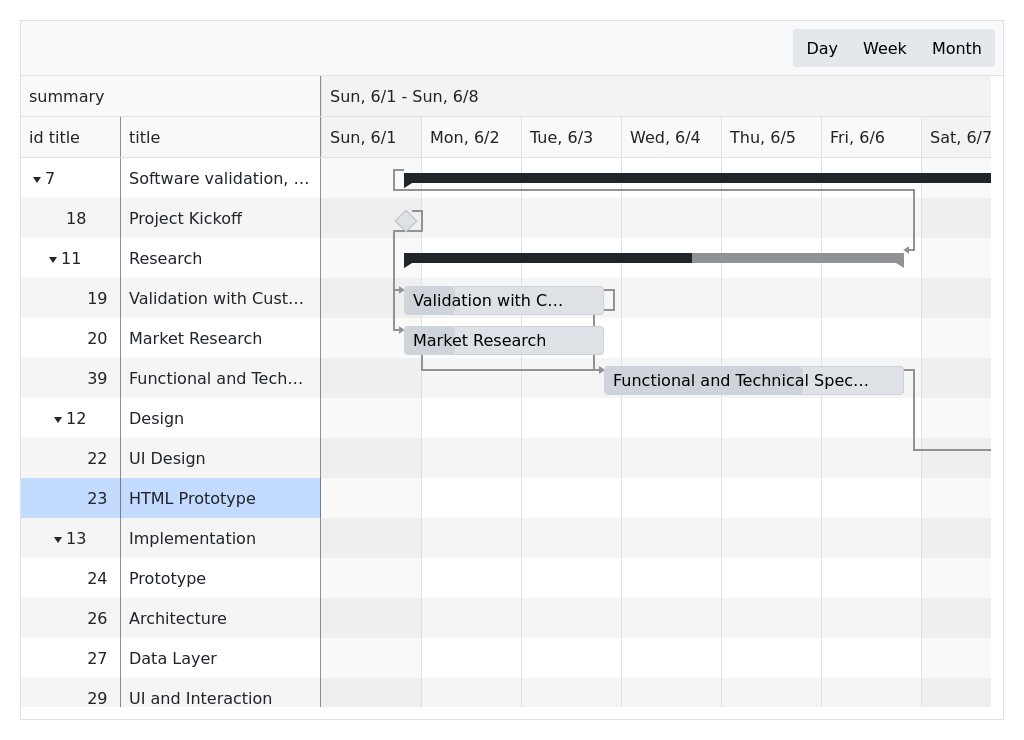 Day Week Month
summary Sun, 6/1 - Sun, 6/8
id title title Sun, 6/1 Mon, 6/2 Tue, 6/3 Wed, 6/4 Thu, 6/5 Fri, 6/6 Sat, 6/7
7 Software validation, …
18 Project Kickoff
11 Research
19 Validation with Cust… Validation with C…
20 Market Research Market Research
39 Functional and Tech… Functional and Technical Spec…
12 Design
22 UI Design
23 HTML Prototype
13 Implementation
24 Prototype
26 Architecture
27 Data Layer
29 UI and Interaction